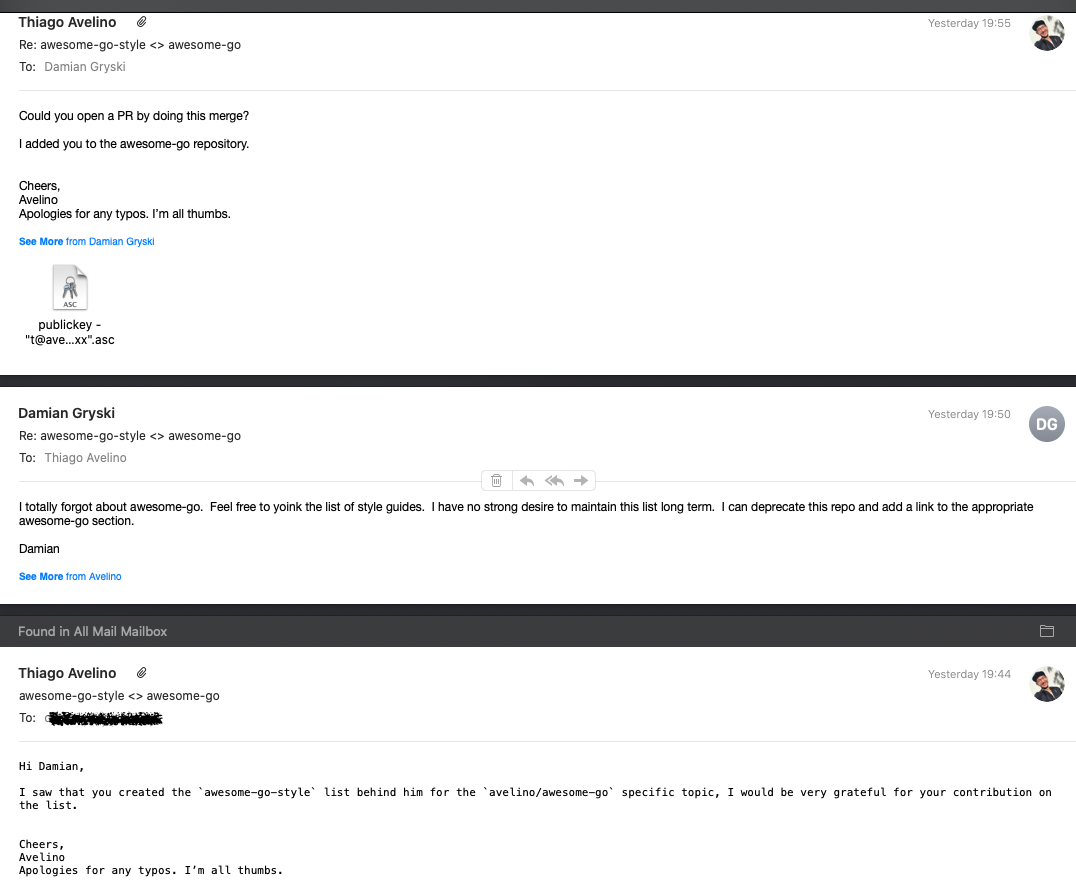 Thiago Avelino
Yesterday 19:55
Re: awesome-go-style <> awesome-go
To: Damian Gryski
Could you open a PR by doing this merge?
I added you to the awesome-go repository.
Cheers,
Avelino
Apologies for any typos. I’m all thumbs.
See More from Damian Gryski
ASC
publickey -
"t@ave...xx".asc
Damian Gryski
Yesterday 19:50
DG
Re: awesome-go-style <> awesome-go
To: Thiago Avelino
I totally forgot about awesome-go.  Feel free to yoink the list of style guides.  I have no strong desire to maintain this list long term.  I can deprecate this repo and add a link to the appropriate
awesome-go section.
Damian
See More from Avelino
Found in All Mail Mailbox
Thiago Avelino
Yesterday 19:44
awesome-go-style <> awesome-go
To:
Hi Damian,
I saw that you created the `awesome-go-style` list behind him for the `avelino/awesome-go` specific topic, I would be very grateful for your contribution on
the list.
Cheers,
Avelino
Apologies for any typos. I’m all thumbs.